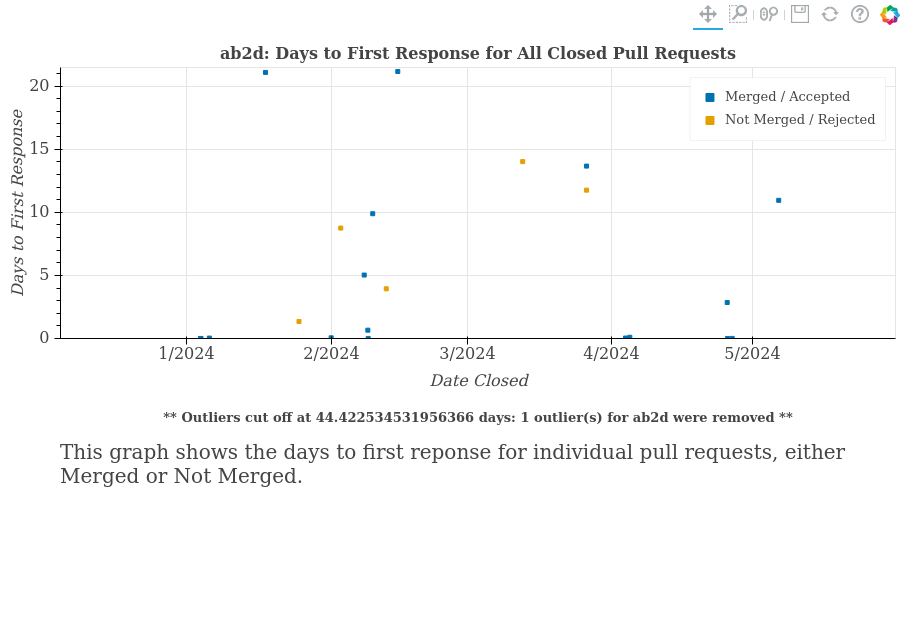 ab2d: Days to First Response for All Closed Pull Requests
Merged / Accepted
Not Merged / Rejected
Days to First Response
20
15
10
5
0
1/2024 2/2024 3/2024 4/2024 5/2024
Date Closed
** Outliers cut off at 44.422534531956366 days: 1 outlier(s) for ab2d were removed **
This graph shows the days to first reponse for individual pull requests, either
Merged or Not Merged.